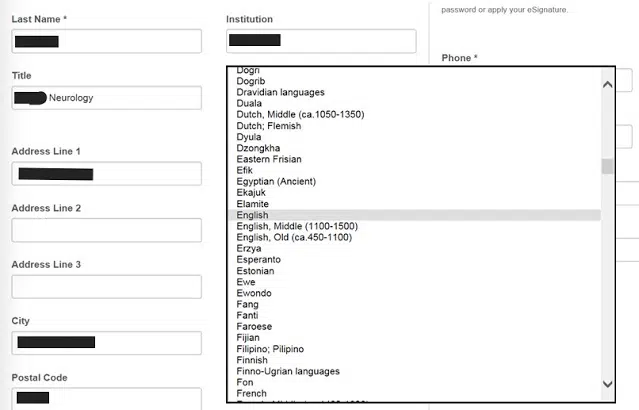 password or apply your eSignature.
Last Name *
Institution
Phone *
Title
Neurology
Address Line 1
Address Line 2
Address Line 3
City
Postal Code
Dogri
Dogrib
Dravidian languages
Duala
Dutch, Middle (ca.1050-1350)
Dutch; Flemish
Dyula
Dzongkha
Eastern Frisian
Efik
Egyptian (Ancient)
Ekajuk
Elamite
English
English, Middle (1100-1500)
English, Old (ca.450-1100)
Erzya
Esperanto
Estonian
Ewe
Ewondo
Fang
Fanti
Faroese
Fijian
Filipino; Pilipino
Finnish
Finno-Ugrian languages
Fon
French